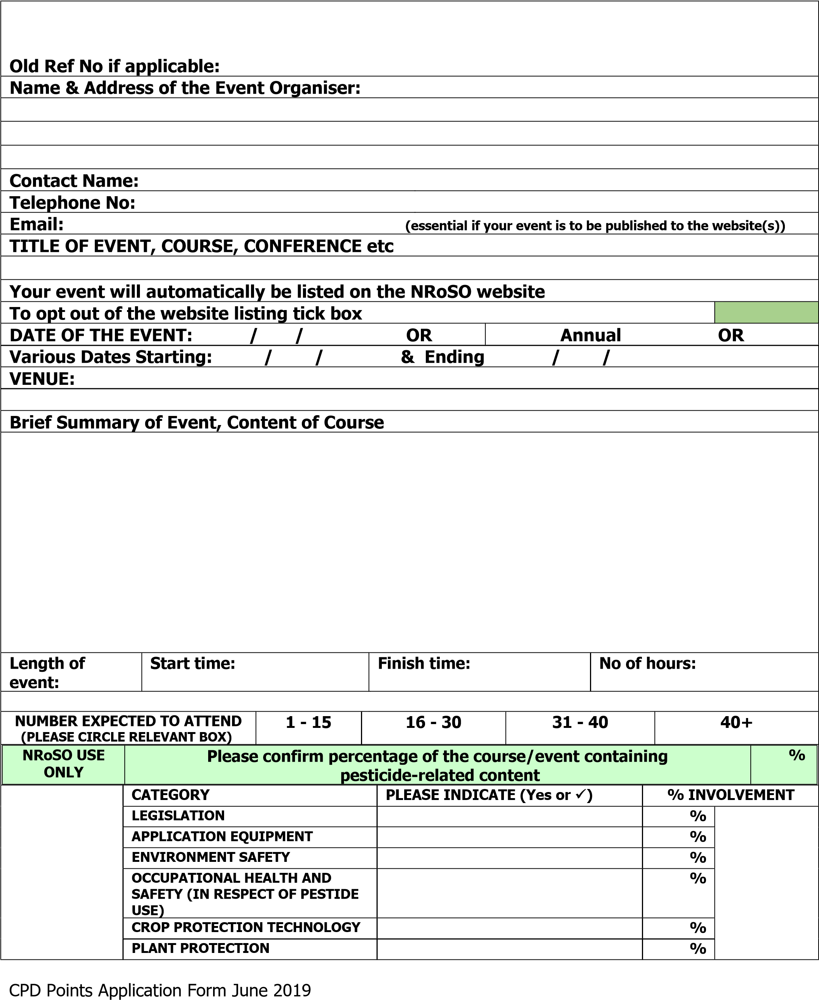 Old Ref No if applicable:
Name & Address of the Event Organiser:
Contact Name:
Telephone No:
Email: (essential if your event is to be published to the website(s))
TITLE OF EVENT, COURSE, CONFERENCE etc
Your event will automatically be listed on the NRoSO website
To opt out of the website listing tick box
DATE OF THE EVENT: / / OR Annual OR
Various Dates Starting: / / & Ending / /
VENUE:
Brief Summary of Event, Content of Course
Length of event: Start time: Finish time: No of hours:
NUMBER EXPECTED TO ATTEND 1 - 15 16 - 30 31 - 40 40+
(PLEASE CIRCLE RELEVANT BOX)
NRoSO USE ONLY
Please confirm percentage of the course/event containing %
pesticide-related content
CATEGORY PLEASE INDICATE (Yes or ✓) % INVOLVEMENT
LEGISLATION %
APPLICATION EQUIPMENT %
ENVIRONMENT SAFETY %
OCCUPATIONAL HEALTH AND %
SAFETY (IN RESPECT OF PESTIDE
USE)
CROP PROTECTION TECHNOLOGY %
PLANT PROTECTION %
CPD Points Application Form June 2019